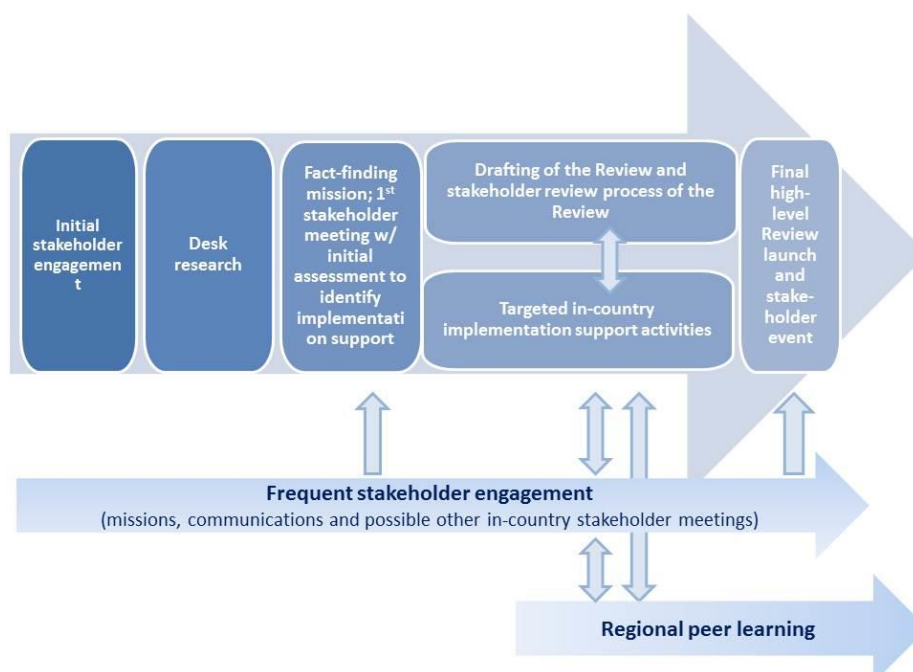 Initial
stakeholder
engagemen
t
Desk
research
Fact-finding
mission; 1st
stakeholder
meeting w/
initial
assessment to
identify
implementati
on support
Drafting of the Review and
stakeholder review process of the
Review
Targeted in-country
implementation support activities
Final
high-
level
Review
launch
and
stake-
holder
event
Frequent stakeholder engagement
(missions, communications and possible other in-country stakeholder meetings)
Regional peer learning